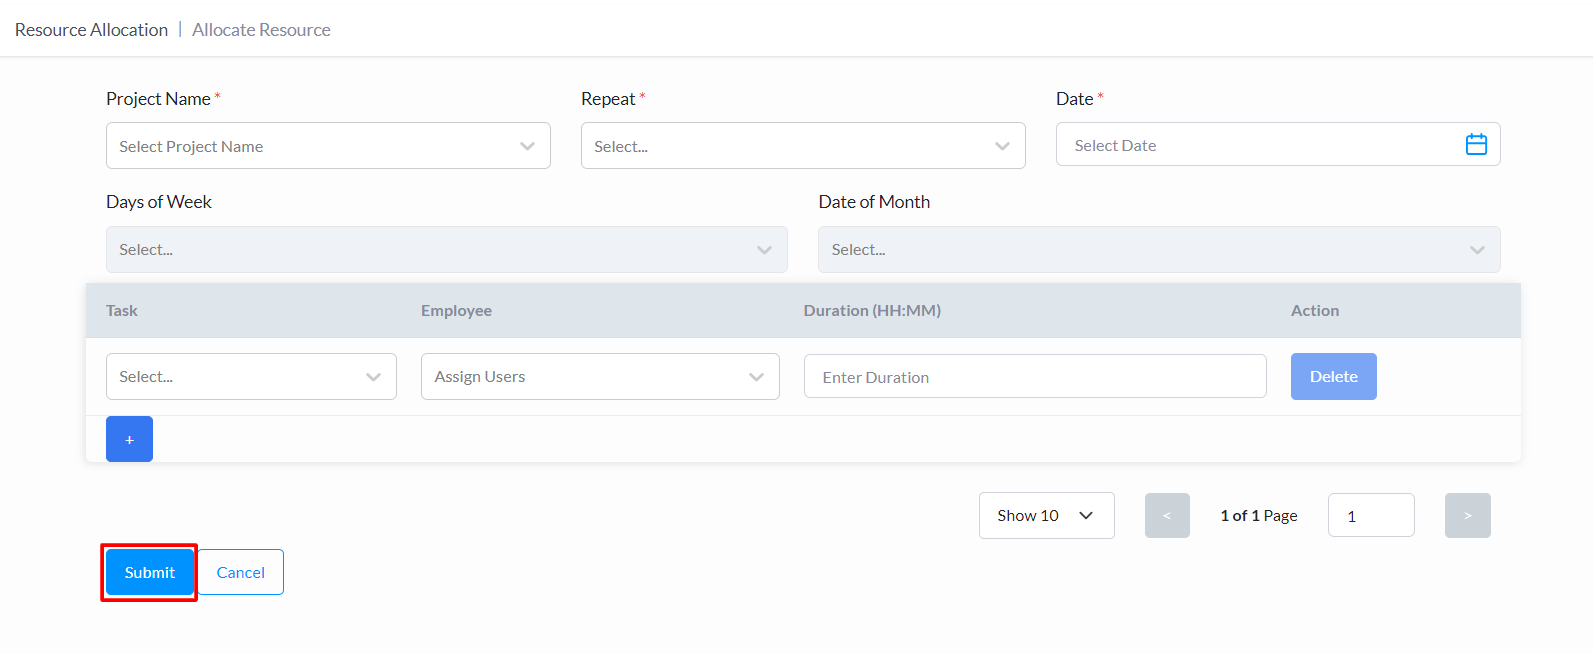 Resource Allocation | Allocate Resource
Project Name * Repeat * Date *
Select Project Name Select... Select Date
Days of Week Date of Month
Select... Select...
Task Employee Duration (HH:MM) Action
Select... Assign Users Enter Duration Delete
+
Show 10 < 1 of 1 Page 1 >
Submit Cancel